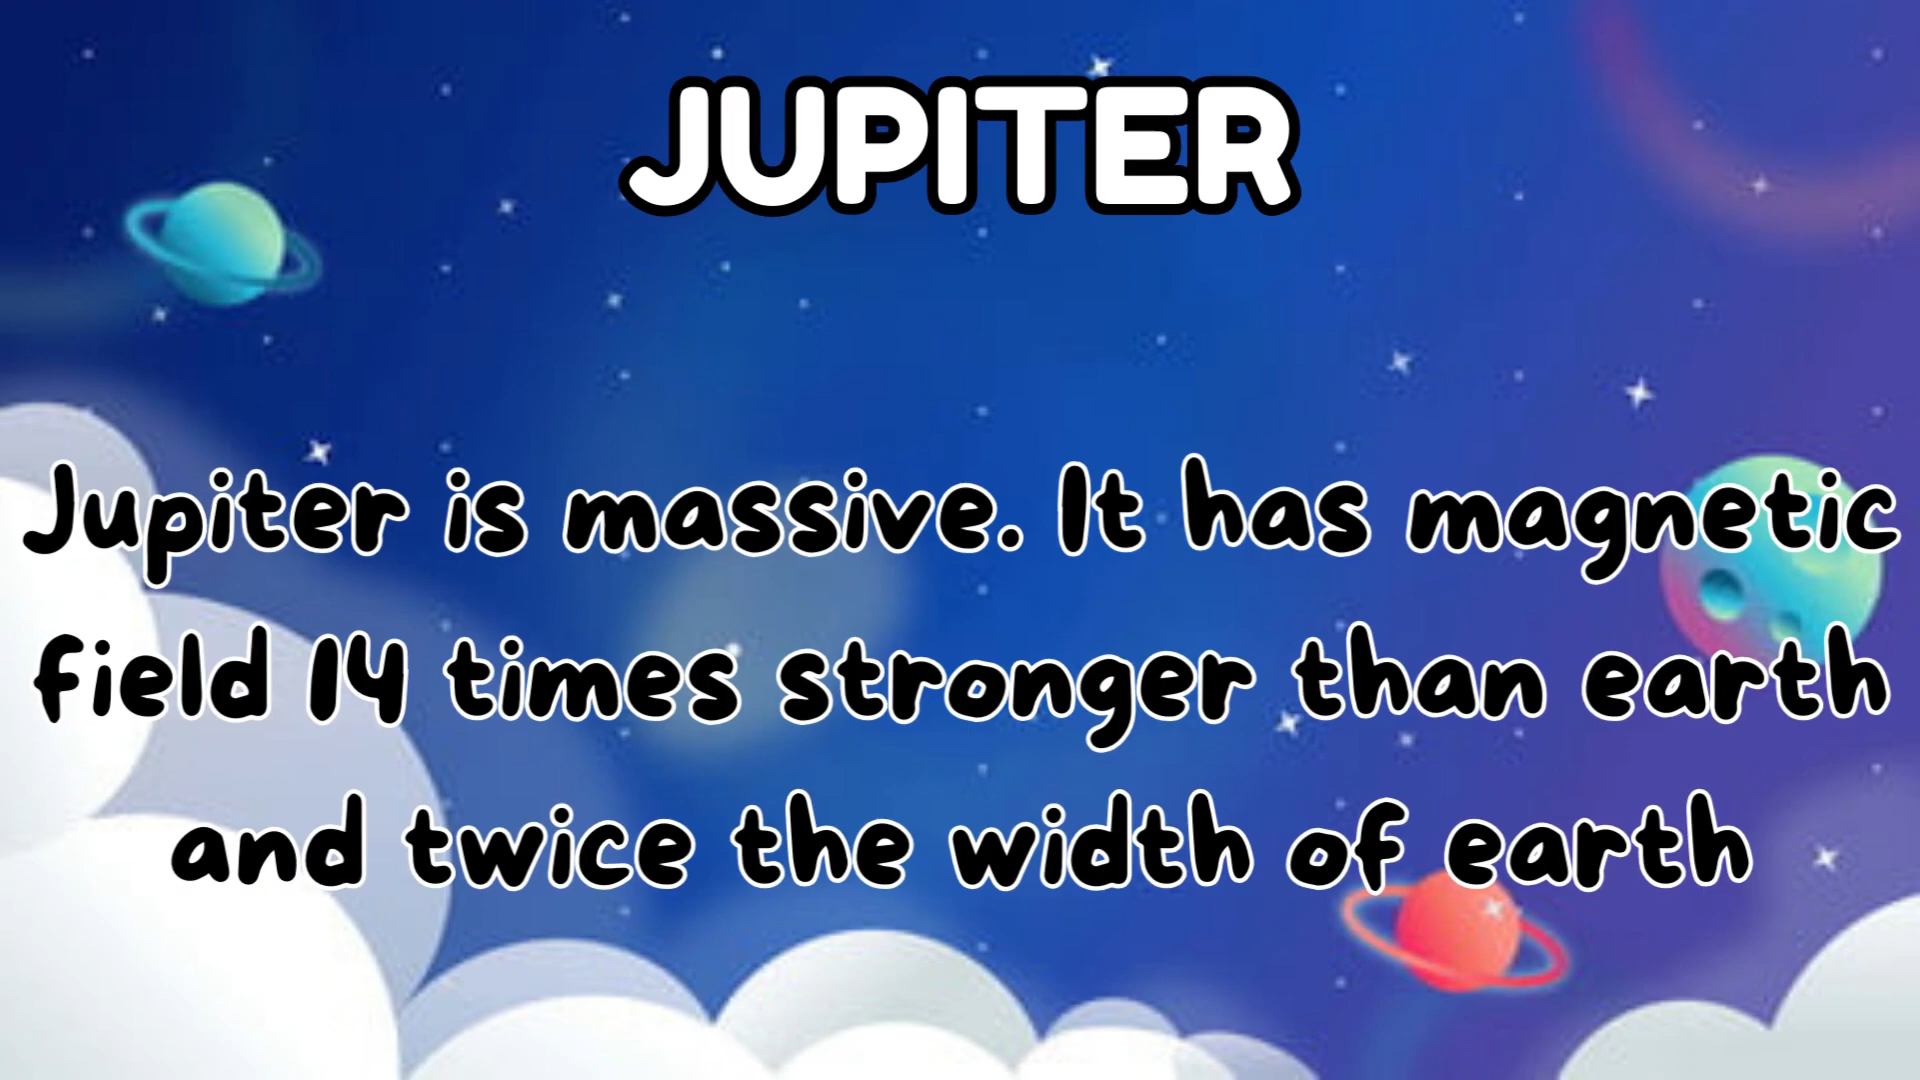 JUPITER
Jupiter is massive. It has magnetic
field 14 times stronger than earth
and twice the width of earth